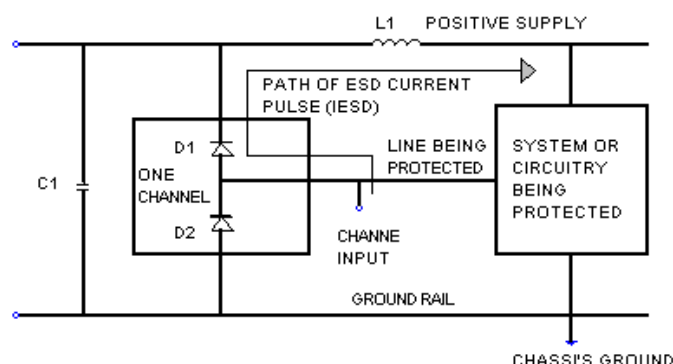 L1 POSITIVE SUPPLY
PATH OF ESD CURRENT
PULSE (IESD)
D1
ONE
CHANNEL
D2
C1
LINE BEING
PROTECTED
SYSTEM OR
CIRCUITRY
BEING
PROTECTED
CHANNE
INPUT
GROUND RAIL
CHASSI'S GROUND